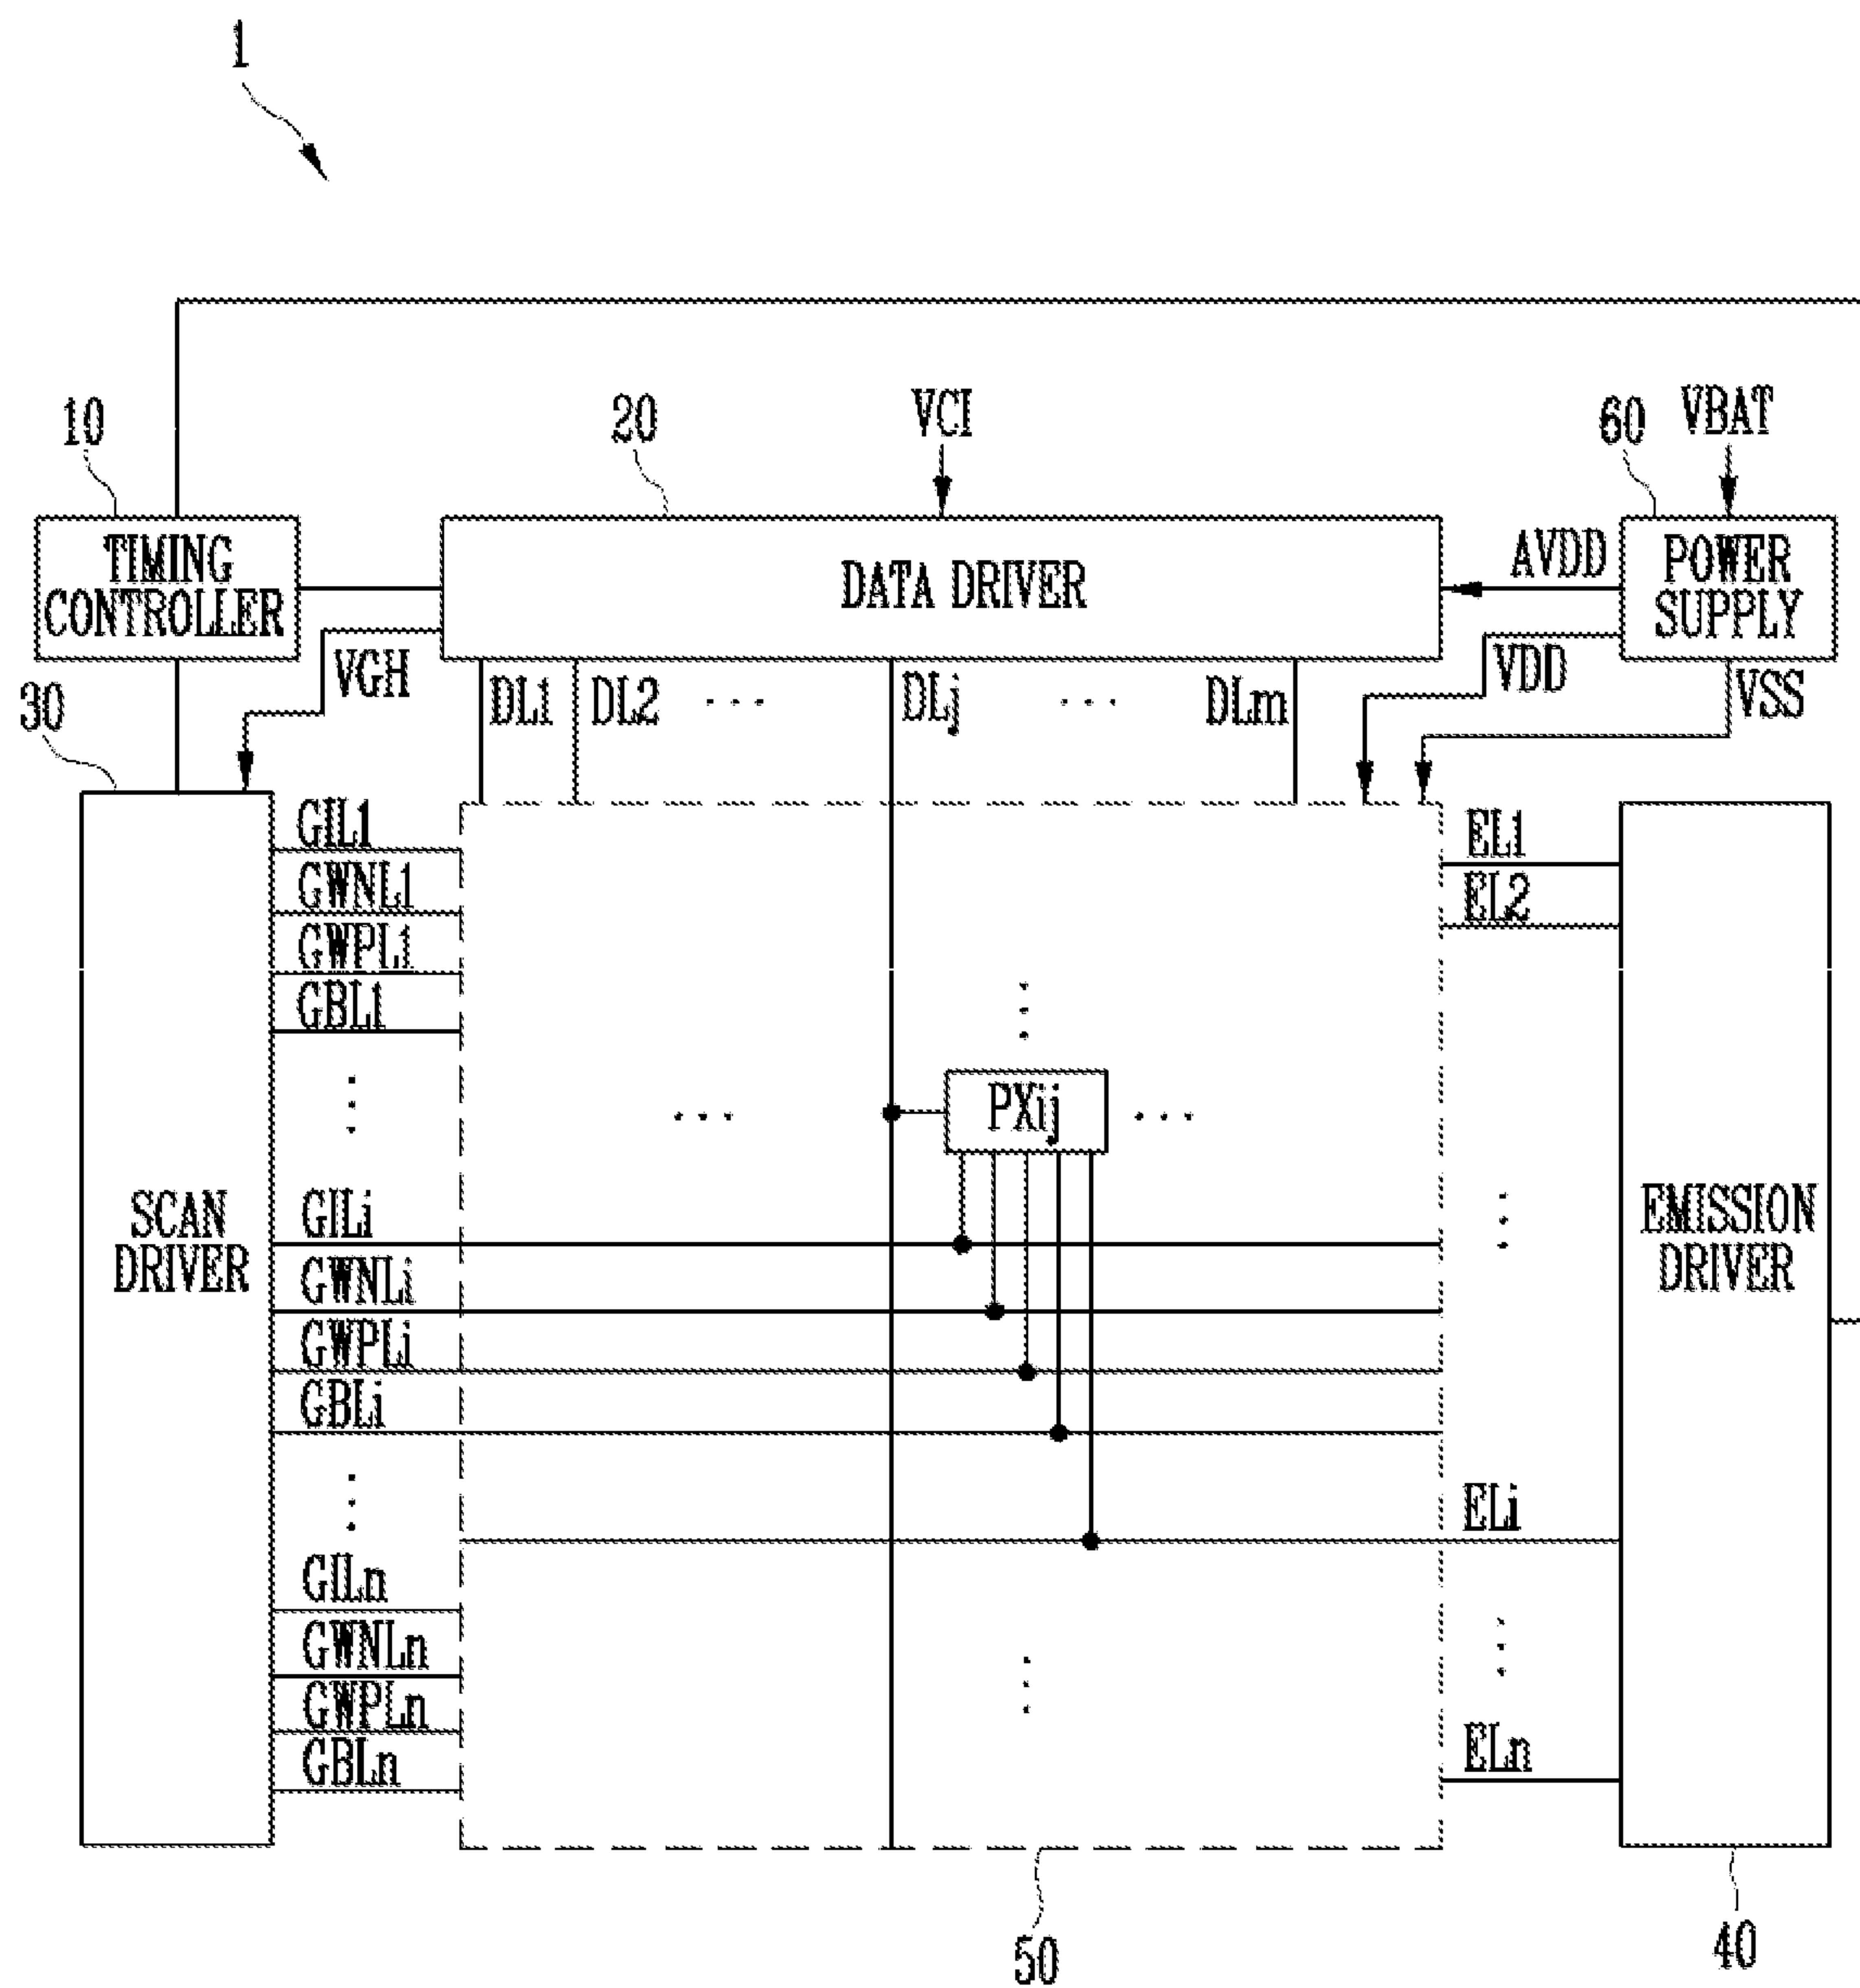 1
10
20
VCI
60
VBAT
TIMING
CONTROLLER
DATA DRIVER
AVDD
POWER
SUPPLY
30
VGH
DL1
DL2
...
DLj
...
DLm
VDD
VSS
GIL1
GWNL1
GWPL1
GBL1
EL1
EL2
PXij
...
...
SCAN
DRIVER
GILi
GWNLi
GWPLi
GBLi
EMISSION
DRIVER
ELi
GILn
GWNLn
GWPLn
GBLn
ELn
50
40